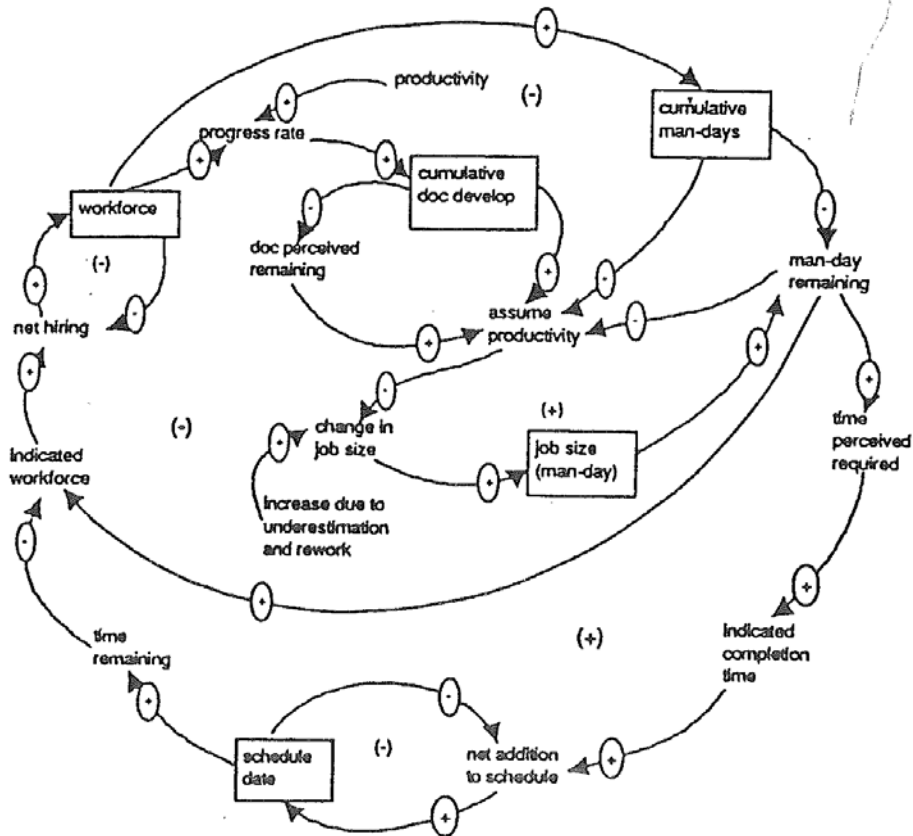 +
productivity
(-)
+
cumulative
man-days
progress rate
+
+
cumulative
doc develop
workforce
-
-
doc perceived
remaining
(-)
man-day
remaining
+
-
+
-
assume
productivity
net hiring
-
+
+
+
-
+
(-)
change in
job size
(+)
job size
(man-day)
time
perceived
required
+
indicated
workforce
+
increase due to
underestimation
and rework
-
+
+
time
remaining
(+)
indicated
completion
time
+
-
schedule
date
(-)
net addition
to schedule
+
+